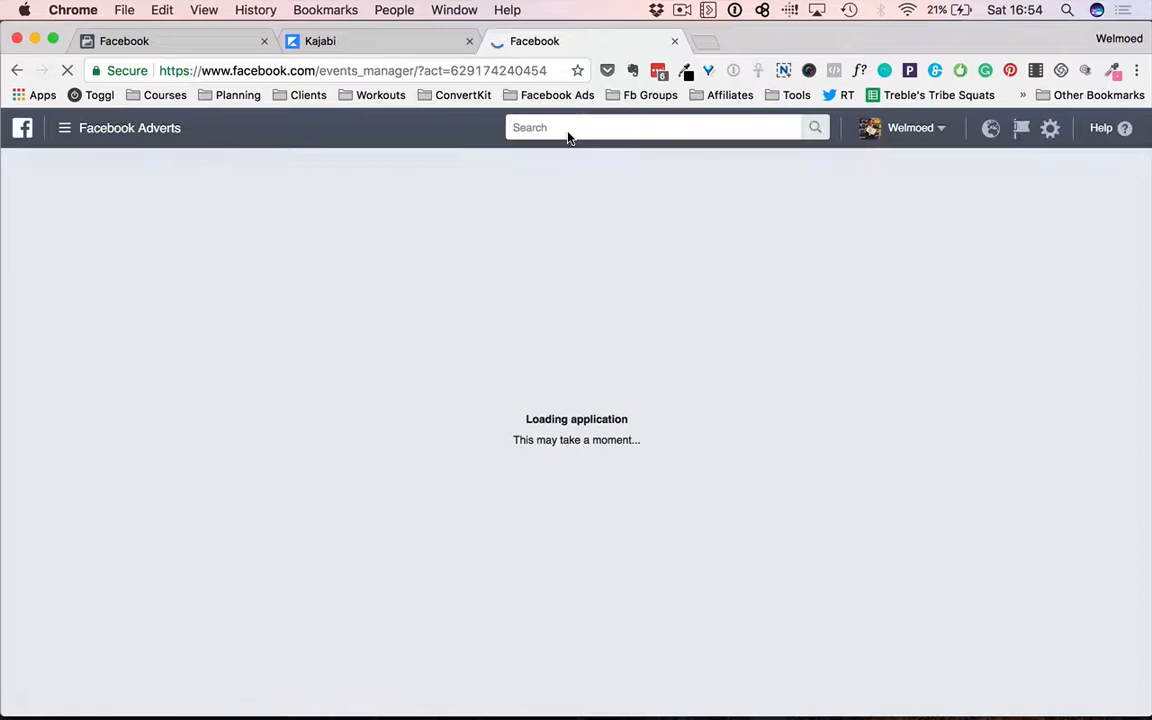 Chrome File Edit View History Bookmarks People Window Help 21% Sat 16:54
Facebook Kajabi Facebook Welmoed
Secure https://www.facebook.com/events_manager/?act=629174240454 6 f?
Apps Toggl Courses Planning Clients Workouts ConvertKit Facebook Ads Fb Groups Affiliates Tools RT Treble's Tribe Squats » Other Bookmarks
Facebook Adverts Search Welmoed Help ?
Loading application
This may take a moment...